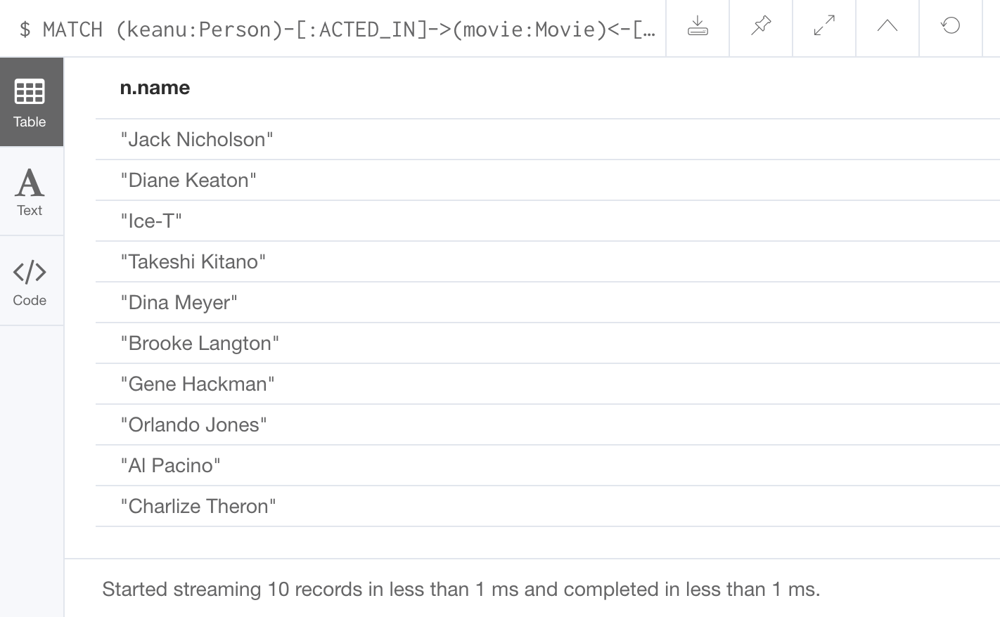 $ MATCH (keanu:Person)-[:ACTED_IN]->(movie:Movie)<-[…
Table
Text
Code
n.name
"Jack Nicholson"
"Diane Keaton"
"Ice-T"
"Takeshi Kitano"
"Dina Meyer"
"Brooke Langton"
"Gene Hackman"
"Orlando Jones"
"Al Pacino"
"Charlize Theron"
Started streaming 10 records in less than 1 ms and completed in less than 1 ms.